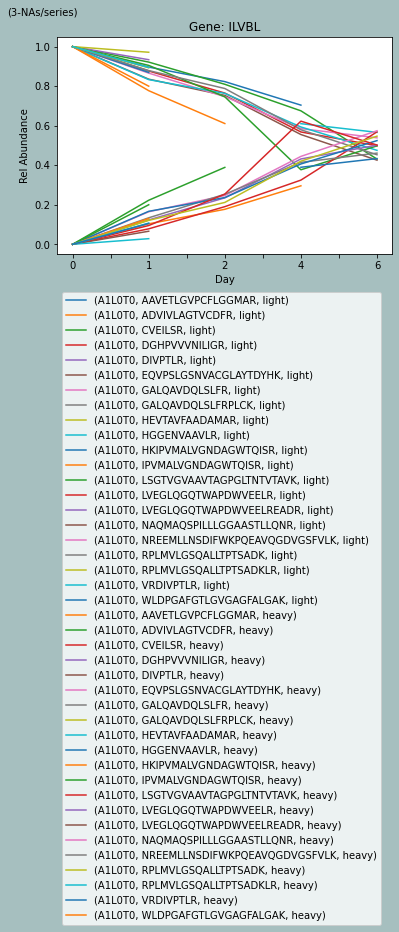 (3-NAs/series)
Gene: ILVBL
1.0
0.8
0.6
0.4
0.2
0.0
Rel Abundance
0
1
2
4
6
Day
(A1L0T0, AAVETLGVPCFLGGMAR, light)
(A1L0T0, ADVIVLAGTVCDFR, light)
(A1L0T0, CVEILSR, light)
(A1L0T0, DGHPVVVNILIGR, light)
(A1L0T0, DIVPTLR, light)
(A1L0T0, EQVPSLGSNVACGLAYTDYHK, light)
(A1L0T0, GALQAVDQLSLFR, light)
(A1L0T0, GALQAVDQLSLFRPLCK, light)
(A1L0T0, HEVTAVFAADAMAR, light)
(A1L0T0, HGGENVAAVLR, light)
(A1L0T0, HKIPVMALVGNDAGWTQISR, light)
(A1L0T0, IPVMALVGNDAGWTQISR, light)
(A1L0T0, LSGTVGVAAVTAGPGLTNTVTAVK, light)
(A1L0T0, LVEGLQGQTWAPDWVEELR, light)
(A1L0T0, LVEGLQGQTWAPDWVEELREADR, light)
(A1L0T0, NAQMAQSPILLLGGAASTLLQNR, light)
(A1L0T0, NREEMLLNSDIFWKPQEAVQGDVGSFVLK, light)
(A1L0T0, RPLMVLGSQALLTPTSADK, light)
(A1L0T0, RPLMVLGSQALLTPTSADKLR, light)
(A1L0T0, VRDIVPTLR, light)
(A1L0T0, WLDPGAFGTLGVGAGFALGAK, light)
(A1L0T0, AAVETLGVPCFLGGMAR, heavy)
(A1L0T0, ADVIVLAGTVCDFR, heavy)
(A1L0T0, CVEILSR, heavy)
(A1L0T0, DGHPVVVNILIGR, heavy)
(A1L0T0, DIVPTLR, heavy)
(A1L0T0, EQVPSLGSNVACGLAYTDYHK, heavy)
(A1L0T0, GALQAVDQLSLFR, heavy)
(A1L0T0, GALQAVDQLSLFRPLCK, heavy)
(A1L0T0, HEVTAVFAADAMAR, heavy)
(A1L0T0, HGGENVAAVLR, heavy)
(A1L0T0, HKIPVMALVGNDAGWTQISR, heavy)
(A1L0T0, IPVMALVGNDAGWTQISR, heavy)
(A1L0T0, LSGTVGVAAVTAGPGLTNTVTAVK, heavy)
(A1L0T0, LVEGLQGQTWAPDWVEELR, heavy)
(A1L0T0, LVEGLQGQTWAPDWVEELREADR, heavy)
(A1L0T0, NAQMAQSPILLLGGAASTLLQNR, heavy)
(A1L0T0, NREEMLLNSDIFWKPQEAVQGDVGSFVLK, heavy)
(A1L0T0, RPLMVLGSQALLTPTSADK, heavy)
(A1L0T0, RPLMVLGSQALLTPTSADKLR, heavy)
(A1L0T0, VRDIVPTLR, heavy)
(A1L0T0, WLDPGAFGTLGVGAGFALGAK, heavy)